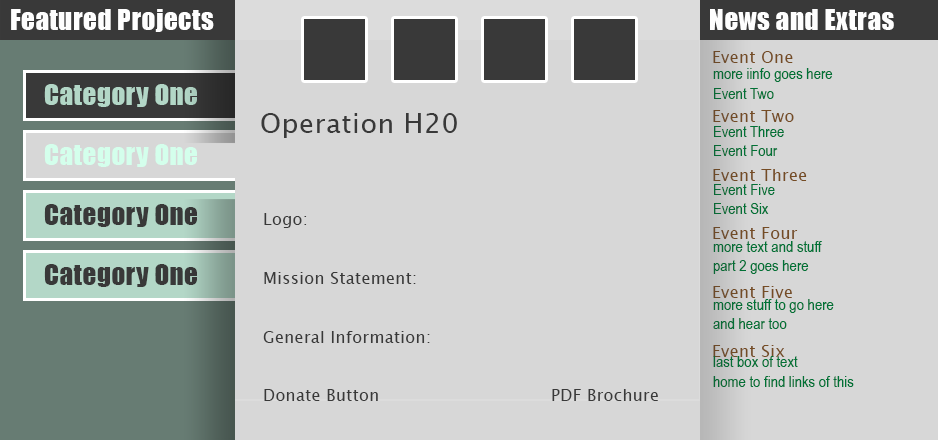 Featured Projects
Category One
Category One
Category One
Category One
Operation H20
Logo:
Mission Statement:
General Information:
Donate Button
PDF Brochure
News and Extras
Event One
more iinfo goes here
Event Two
Event Two
Event Three
Event Four
Event Three
Event Five
Event Six
Event Four
more text and stuff
part 2 goes here
Event Five
more stuff to go here
and hear too
Event Six
last box of text
home to find links of this